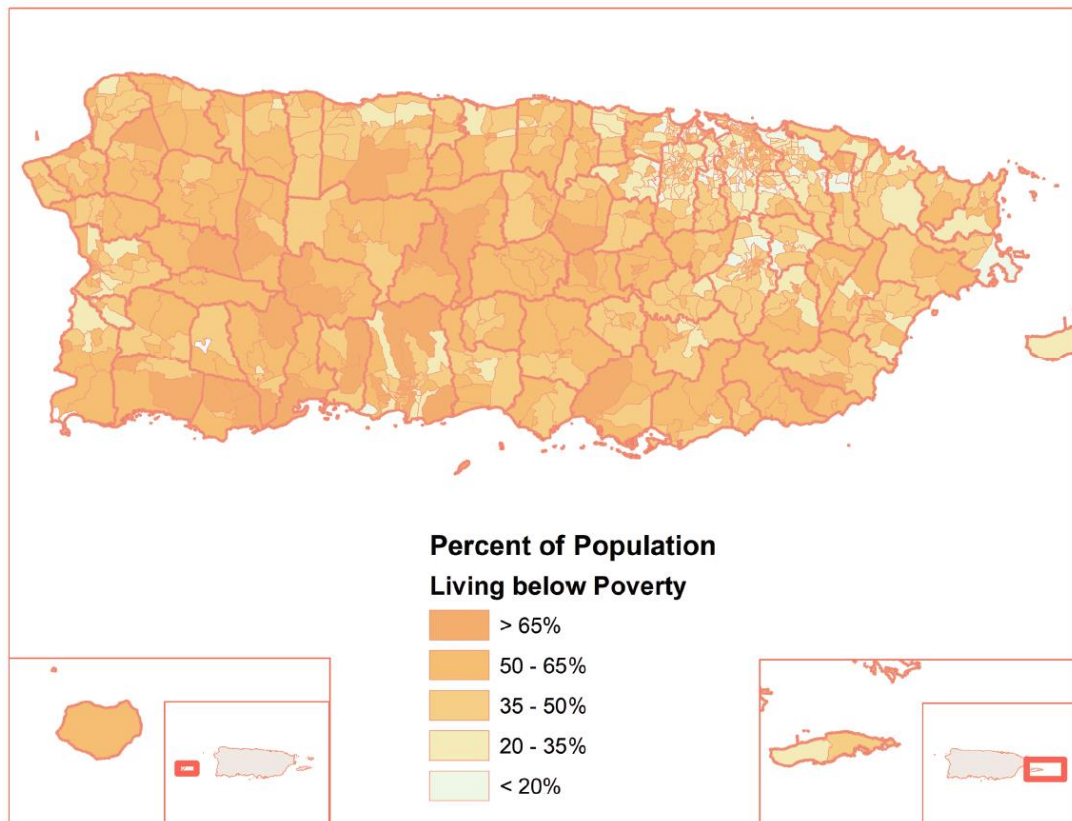 Percent of Population
Living below Poverty
> 65%
50 - 65%
35 - 50%
20 - 35%
< 20%